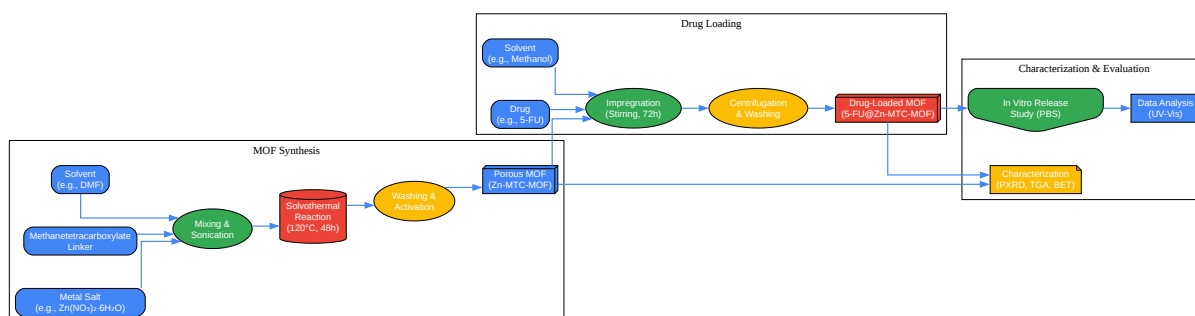 Drug Loading
Solvent
(e.g., Methanol)
Drug
(e.g., 5-FU)
Impregnation
(Stirring, 72h)
Centrifugation
& Washing
Drug-Loaded MOF
(5-FU@Zn-MTC-MOF)
Characterization & Evaluation
In Vitro Release
Study (PBS)
Data Analysis
(UV-Vis)
Characterization
(PXRD, TGA, BET)
MOF Synthesis
Solvent
(e.g., DMF)
Methanetetracarboxylate
Linker
Metal Salt
(e.g., Zn(NO₃)₂·6H₂O)
Mixing &
Sonication
Solvothermal
Reaction
(120°C, 48h)
Washing &
Activation
Porous MOF
(Zn-MTC-MOF)